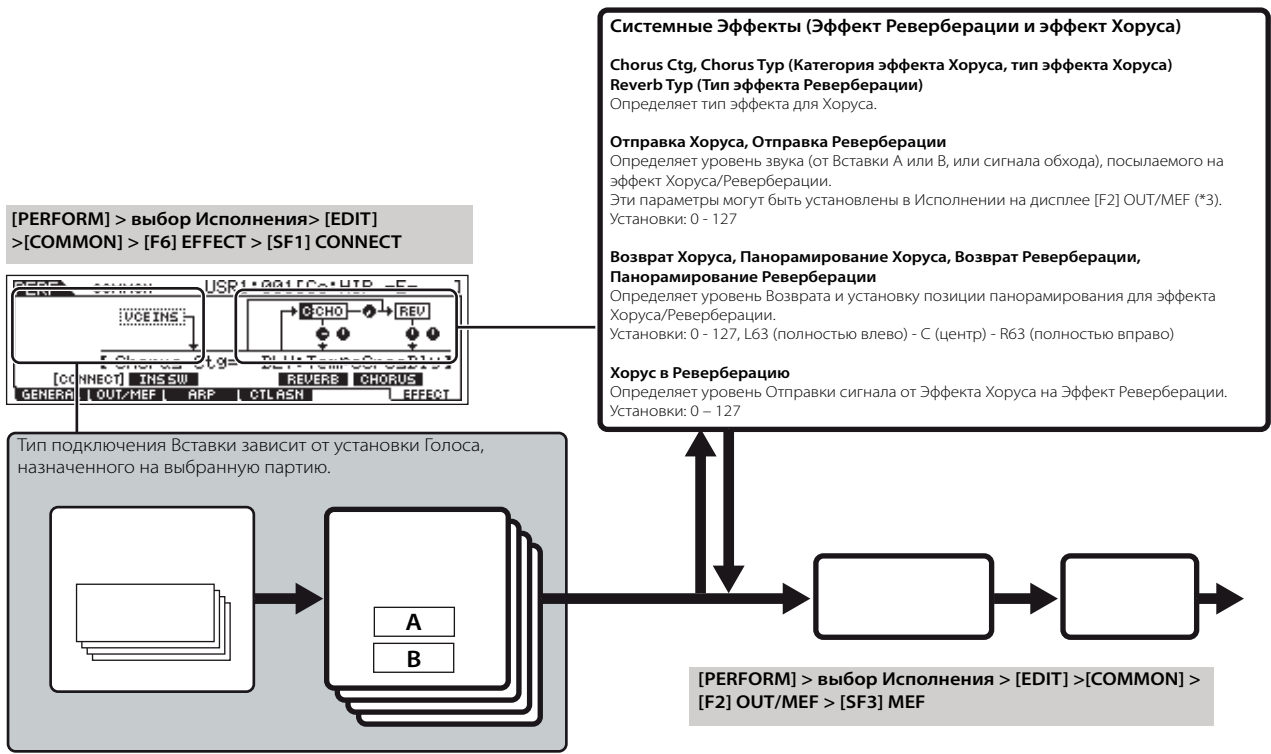 Системные Эффекты (Эффект Реверберации и эффект Хоруса)
Chorus Ctg, Chorus Typ (Категория эффекта Хоруса, тип эффекта Хоруса)
Reverb Typ (Тип эффекта Реверберации)
Определяет тип эффекта для Хоруса.
Отправка Хоруса, Отправка Реверберации
Определяет уровень звука (от Вставки А или В, или сигнала обхода), посылаемого на
эффект Хоруса/Реверберации.
Эти параметры могут быть установлены в Исполнении на дисплее [F2] OUT/MEF (*3).
Установки: 0 - 127
Возврат Хоруса, Панорамирование Хоруса, Возврат Реверберации,
Панорамирование Реверберации
Определяет уровень Возврата и установку позиции панорамирования для эффекта
Хоруса/Реверберации.
Установки: 0 - 127, L63 (полностью влево) - C (центр) - R63 (полностью вправо)
Хорус в Реверберацию
Определяет уровень Отправки сигнала от Эффекта Хоруса на Эффект Реверберации.
Установки: 0 – 127
[PERFORM] > выбор Исполнения> [EDIT]
>[COMMON] > [F6] EFFECT > [SF1] CONNECT
PERF COMMON USR1:001[Co:HIP -E- ]
VCE INS CHO REV
[ Chorus Ctg=
[CONNECT] INS SW REVERB CHORUS
GENERAL OUT/MEF ARP CTL ASN EFFECT
Тип подключения Вставки зависит от установки Голоса,
назначенного на выбранную партию.
A
B
[PERFORM] > выбор Исполнения > [EDIT] >[COMMON] >
[F2] OUT/MEF > [SF3] MEF